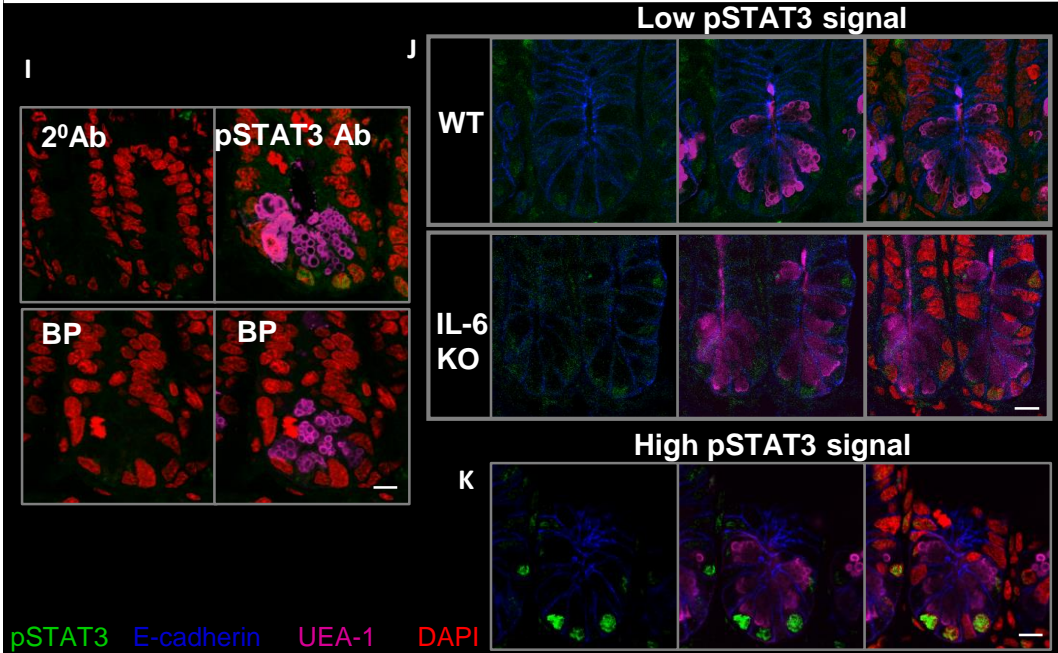 Low pSTAT3 signal
I
J
2⁰Ab
pSTAT3 Ab
WT
BP
BP
IL-6
KO
High pSTAT3 signal
K
pSTAT3 E-cadherin UEA-1 DAPI